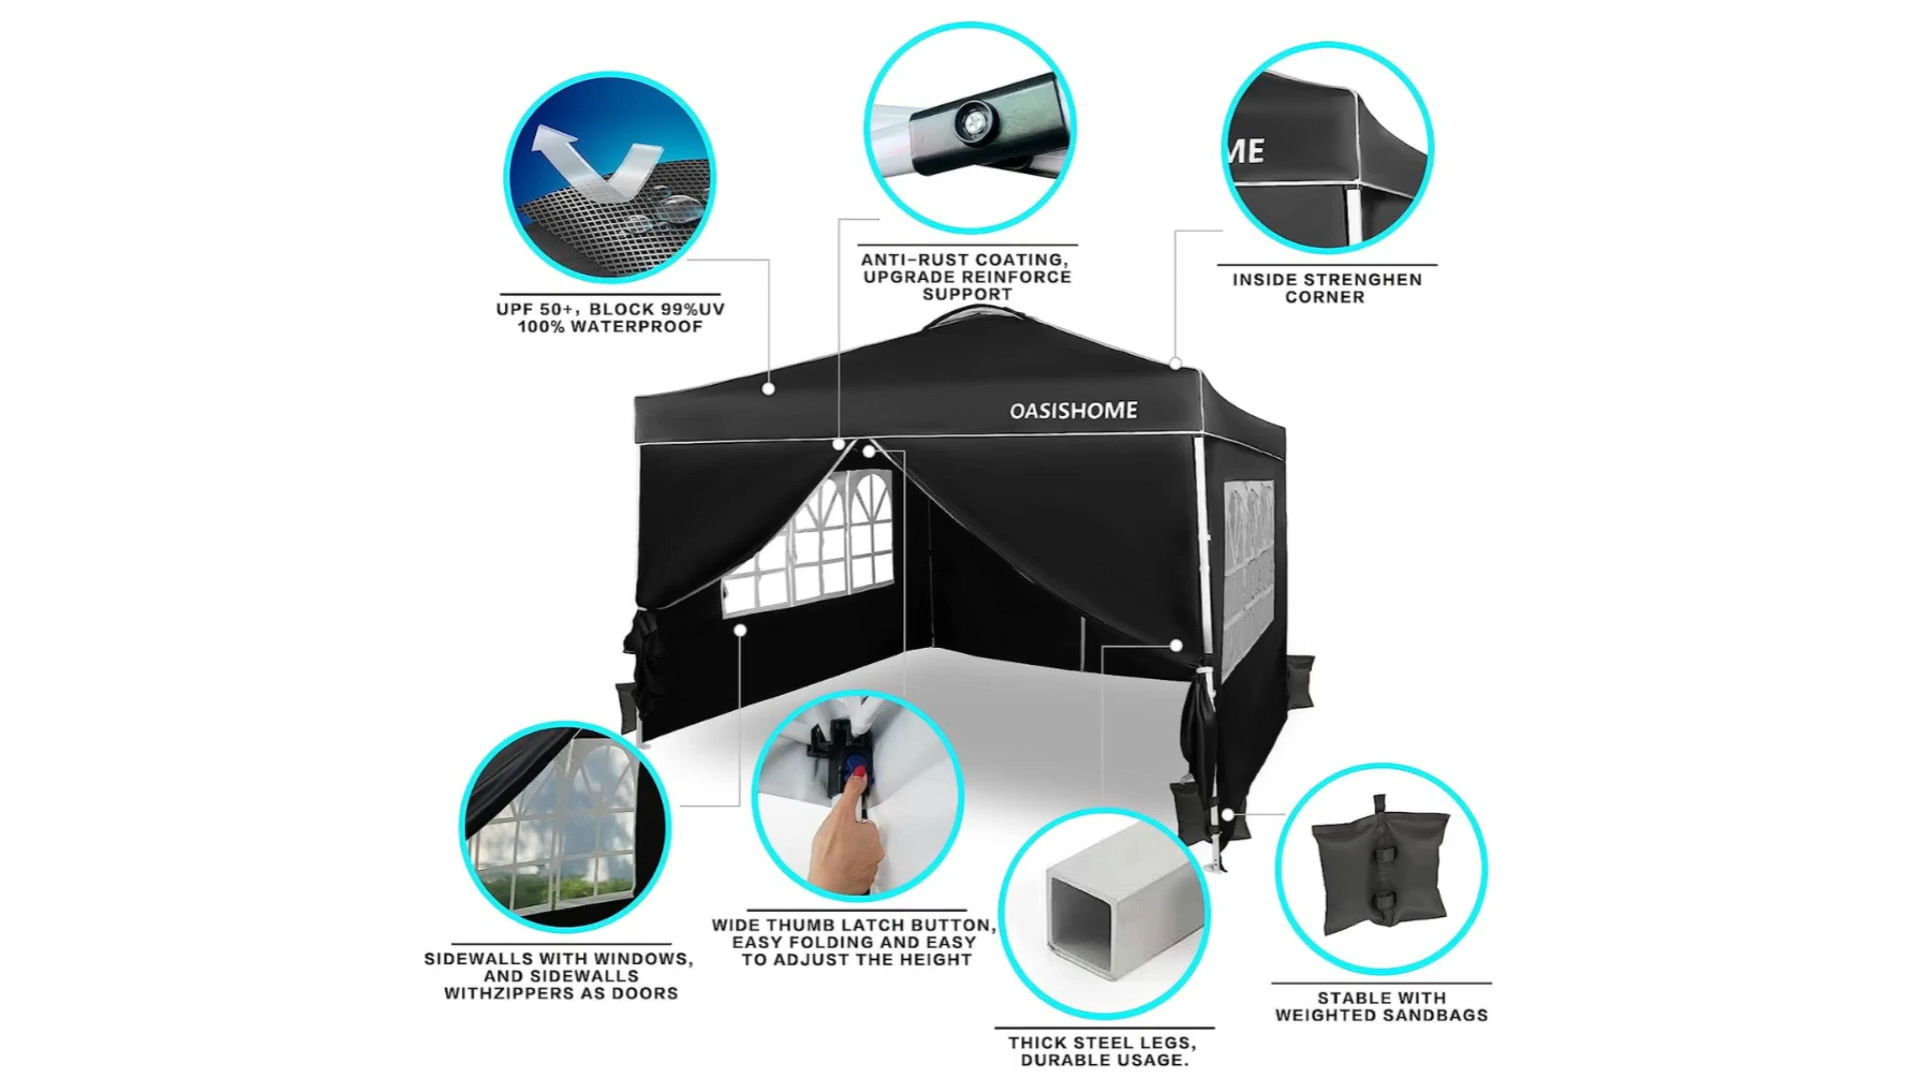 ANTI-RUST COATING,
UPGRADE REINFORCE
SUPPORT
ME
INSIDE STRENGHEN
CORNER
UPF 50+, BLOCK 99%UV
100% WATERPROOF
OASISHOME
SIDEWALLS WITH WINDOWS,
AND SIDEWALLS
WITHZIPPERS AS DOORS
WIDE THUMB LATCH BUTTON,
EASY FOLDING AND EASY
TO ADJUST THE HEIGHT
THICK STEEL LEGS,
DURABLE USAGE.
STABLE WITH
WEIGHTED SANDBAGS